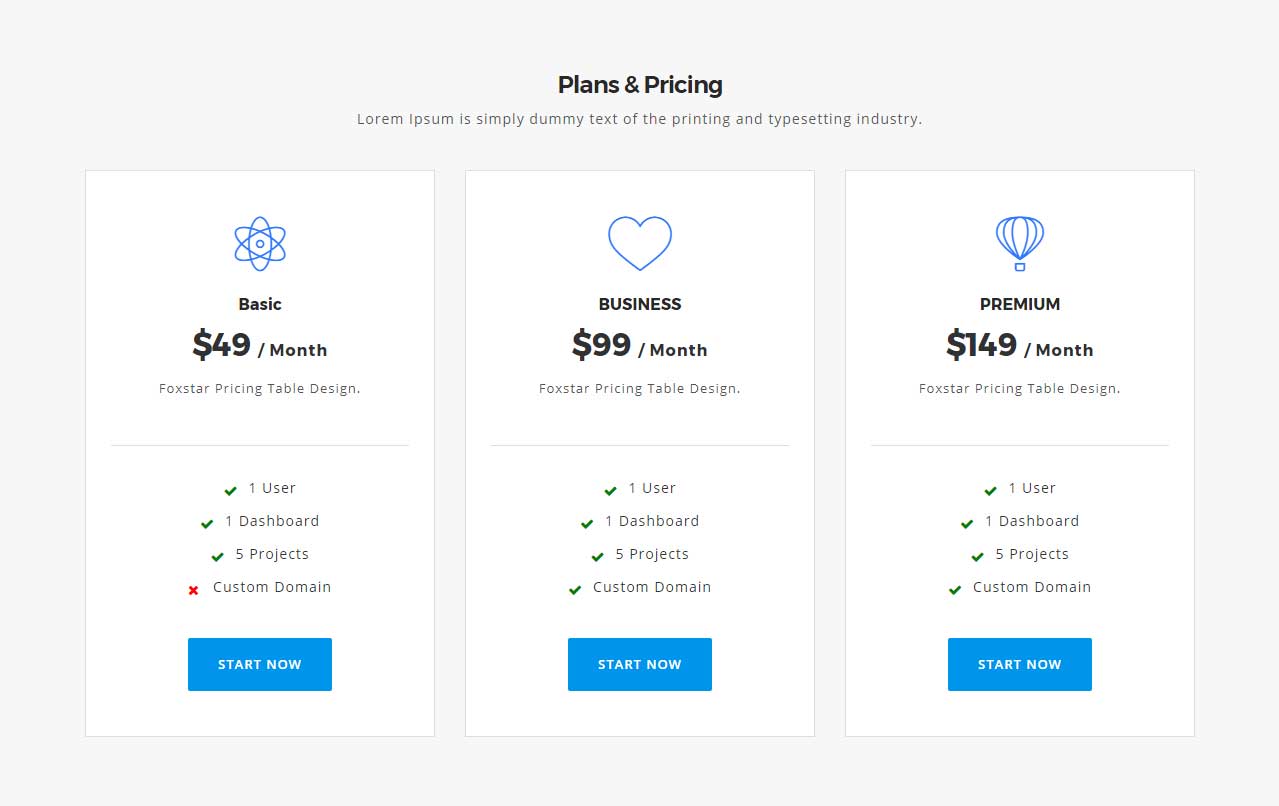 Plans & Pricing
Lorem Ipsum is simply dummy text of the printing and typesetting industry.
Basic
$49 / Month
Foxstar Pricing Table Design.
1 User
1 Dashboard
5 Projects
Custom Domain
START NOW
BUSINESS
$99 / Month
Foxstar Pricing Table Design.
1 User
1 Dashboard
5 Projects
Custom Domain
START NOW
PREMIUM
$149 / Month
Foxstar Pricing Table Design.
1 User
1 Dashboard
5 Projects
Custom Domain
START NOW